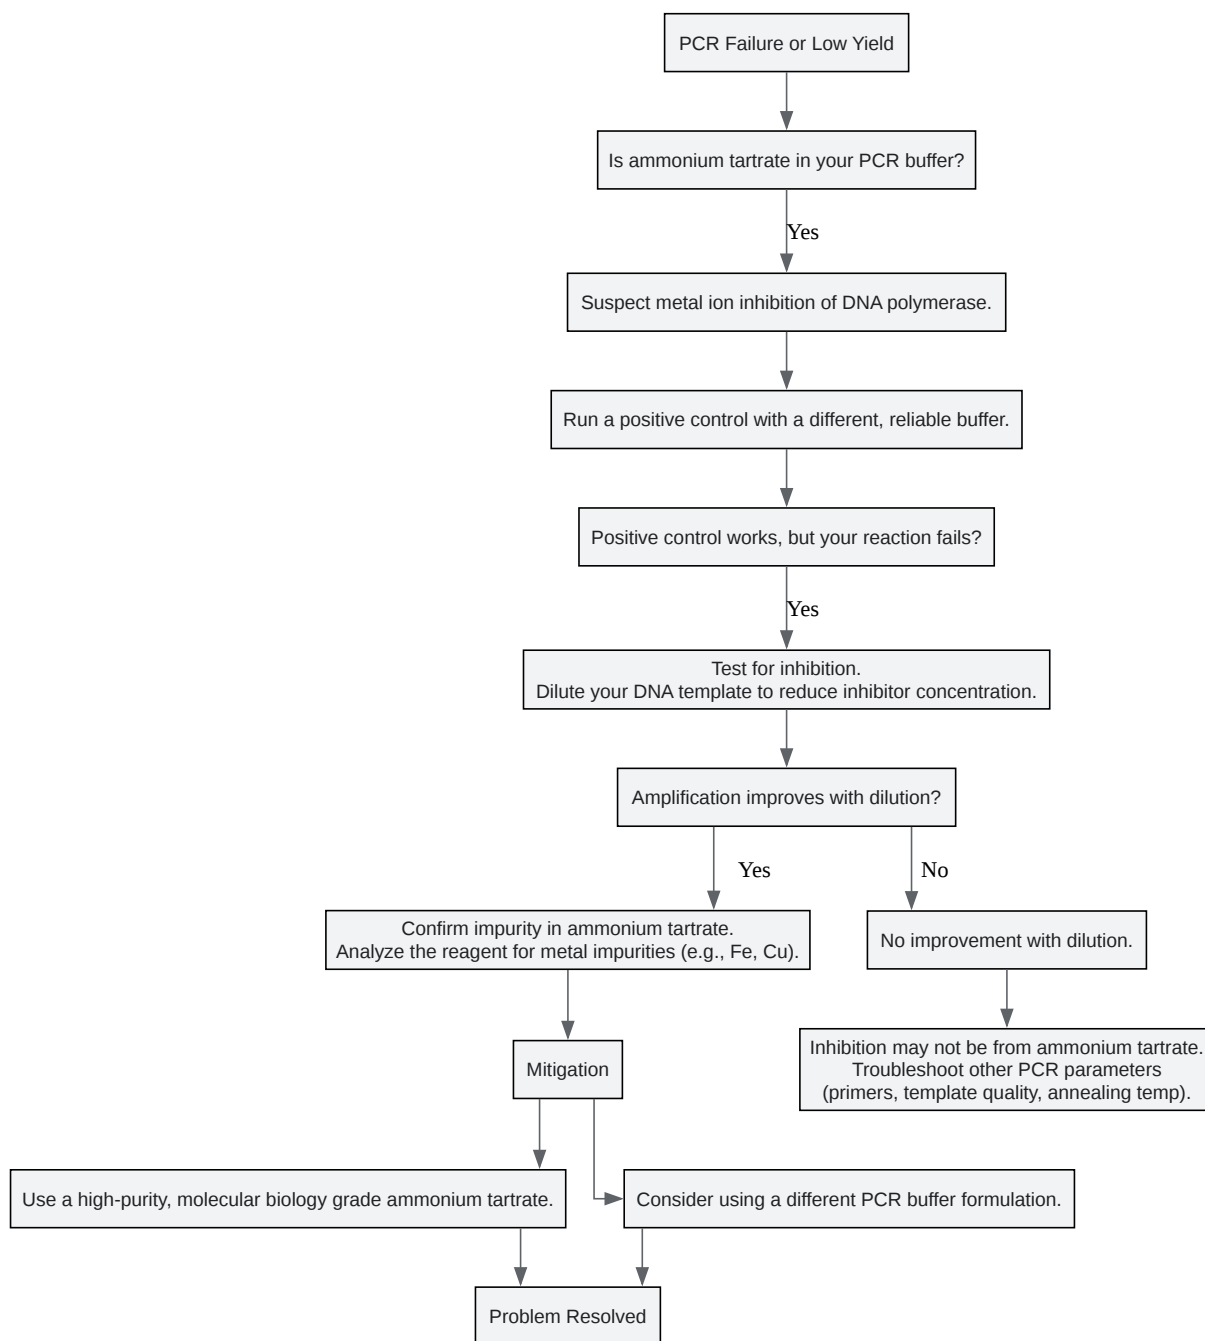 PCR Failure or Low Yield
Is ammonium tartrate in your PCR buffer?
Yes
Suspect metal ion inhibition of DNA polymerase.
Run a positive control with a different, reliable buffer.
Positive control works, but your reaction fails?
Yes
Test for inhibition.
Dilute your DNA template to reduce inhibitor concentration.
Amplification improves with dilution?
Yes
No
Confirm impurity in ammonium tartrate.
Analyze the reagent for metal impurities (e.g., Fe, Cu).
No improvement with dilution.
Mitigation
Inhibition may not be from ammonium tartrate.
Troubleshoot other PCR parameters
(primers, template quality, annealing temp).
Use a high-purity, molecular biology grade ammonium tartrate.
Consider using a different PCR buffer formulation.
Problem Resolved